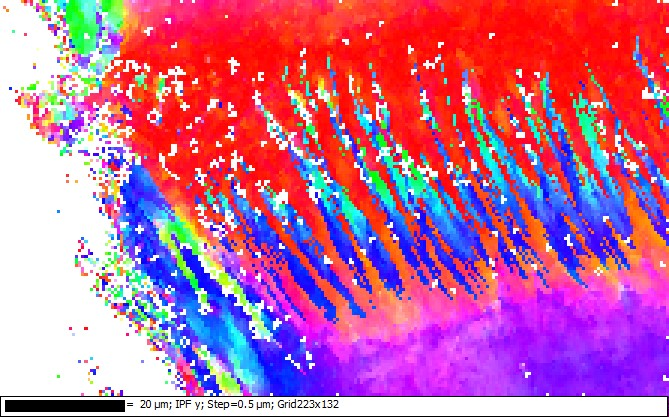 = 20 µm; IPF y; Step=0.5 µm; Grid223x132